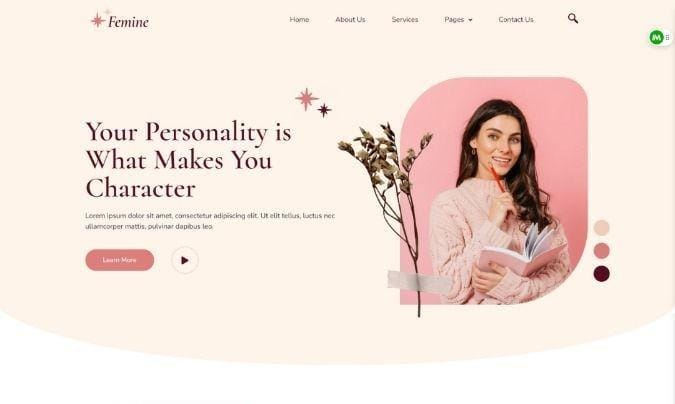 Femine
Home About Us Services Pages Contact Us
Your Personality is
What Makes You
Character
Lorem ipsum dolor sit amet, consectetur adipiscing elit. Ut elit tellus, luctus nec
ullamcorper mattis, pulvinar dapibus leo.
Learn More